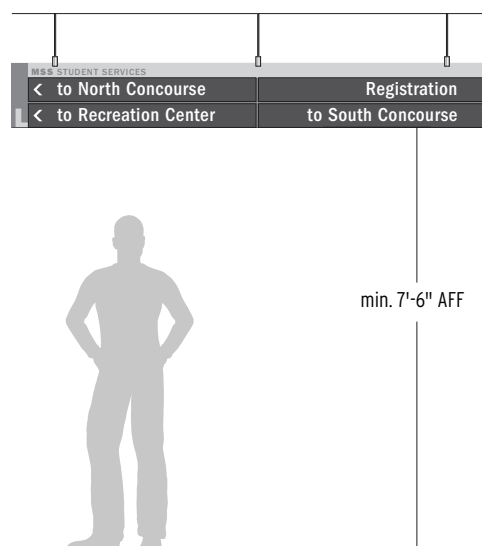 MSS STUDENT SERVICES
< to North Concourse
Registration
< to Recreation Center
to South Concourse
L
min. 7'-6" AFF